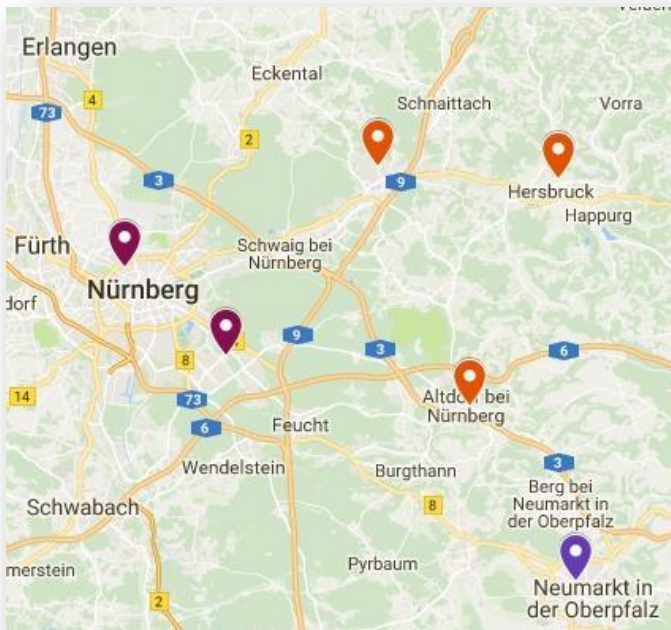 Erlangen
Eckental
Schnaittach
Vorra
73
4
2
3
9
Hersbruck
Happurg
Fürth
Schwaig bei
Nürnberg
Nürnberg
dorf
9
8
3
6
14
73
Altdorf bei
Nürnberg
6
Feucht
Wendelstein
Burgthann
3
Schwabach
8
Berg bei
Neumarkt in
der Oberpfalz
merstein
Pyrbaum
2
Neumarkt in
der Oberpfalz